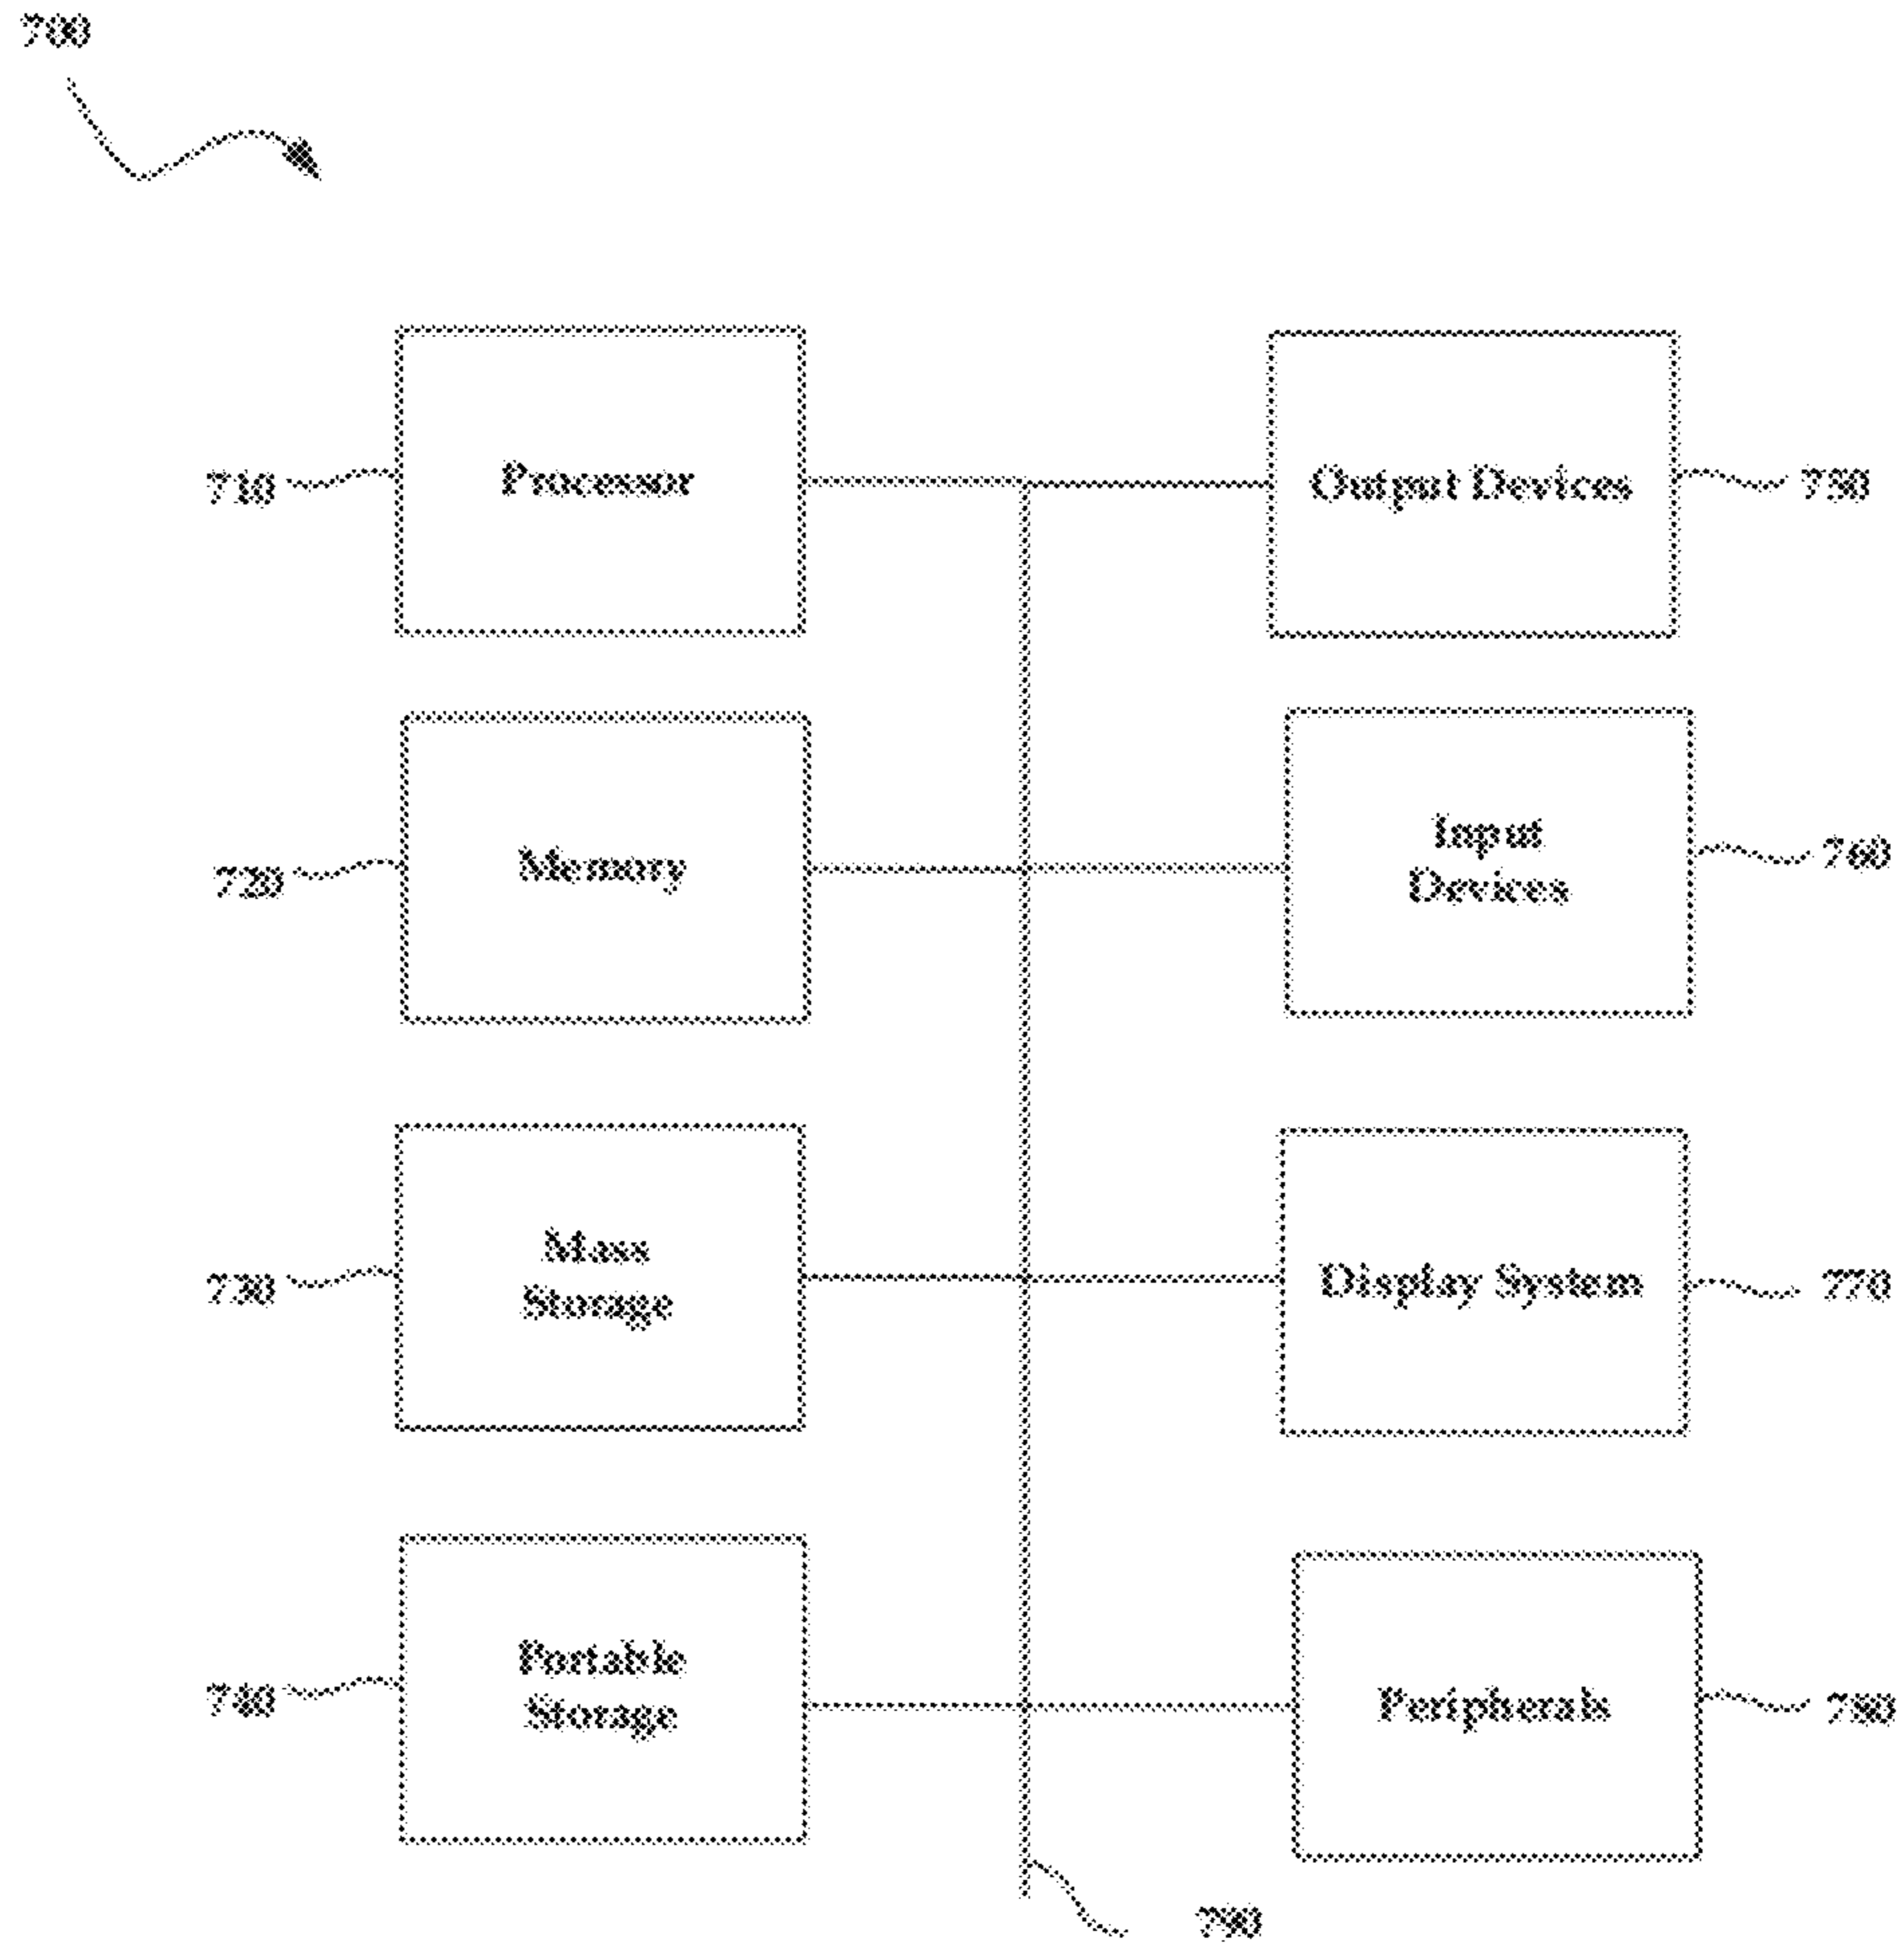 700
710
Processor
Output Devices
750
720
Memory
Input
Devices
760
730
Mass
Storage
Display System
770
740
Portable
Storage
Peripherals
780
790